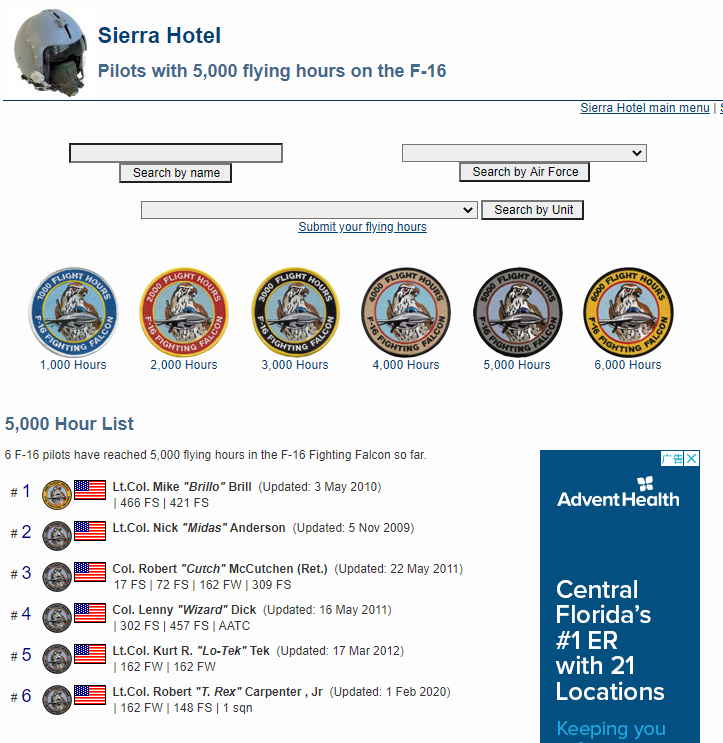 Sierra Hotel
Pilots with 5,000 flying hours on the F-16
Sierra Hotel main menu |
Search by name
Search by Air Force
Search by Unit
Submit your flying hours
1000 FLIGHT HOURS
F-16 FIGHTING FALCON
2000 FLIGHT HOURS
F-16 FIGHTING FALCON
3000 FLIGHT HOURS
F-16 FIGHTING FALCON
4000 FLIGHT HOURS
F-16 FIGHTING FALCON
5000 FLIGHT HOURS
F-16 FIGHTING FALCON
6000 FLIGHT HOURS
F-16 FIGHTING FALCON
1,000 Hours
2,000 Hours
3,000 Hours
4,000 Hours
5,000 Hours
6,000 Hours
5,000 Hour List
6 F-16 pilots have reached 5,000 flying hours in the F-16 Fighting Falcon so far.
# 1 Lt.Col. Mike "Brillo" Brill (Updated: 3 May 2010)
| 466 FS | 421 FS
# 2 Lt.Col. Nick "Midas" Anderson (Updated: 5 Nov 2009)
# 3 Col. Robert "Cutch" McCutchen (Ret.) (Updated: 22 May 2011)
17 FS | 72 FS | 162 FW | 309 FS
# 4 Col. Lenny "Wizard" Dick (Updated: 16 May 2011)
| 302 FS | 457 FS | AATC
# 5 Lt.Col. Kurt R. "Lo-Tek" Tek (Updated: 17 Mar 2012)
| 162 FW | 162 FW
# 6 Lt.Col. Robert "T. Rex" Carpenter , Jr (Updated: 1 Feb 2020)
| 162 FW | 148 FS | 1 sqn
广告
AdventHealth
Central
Florida's
#1 ER
with 21
Locations
Keeping you